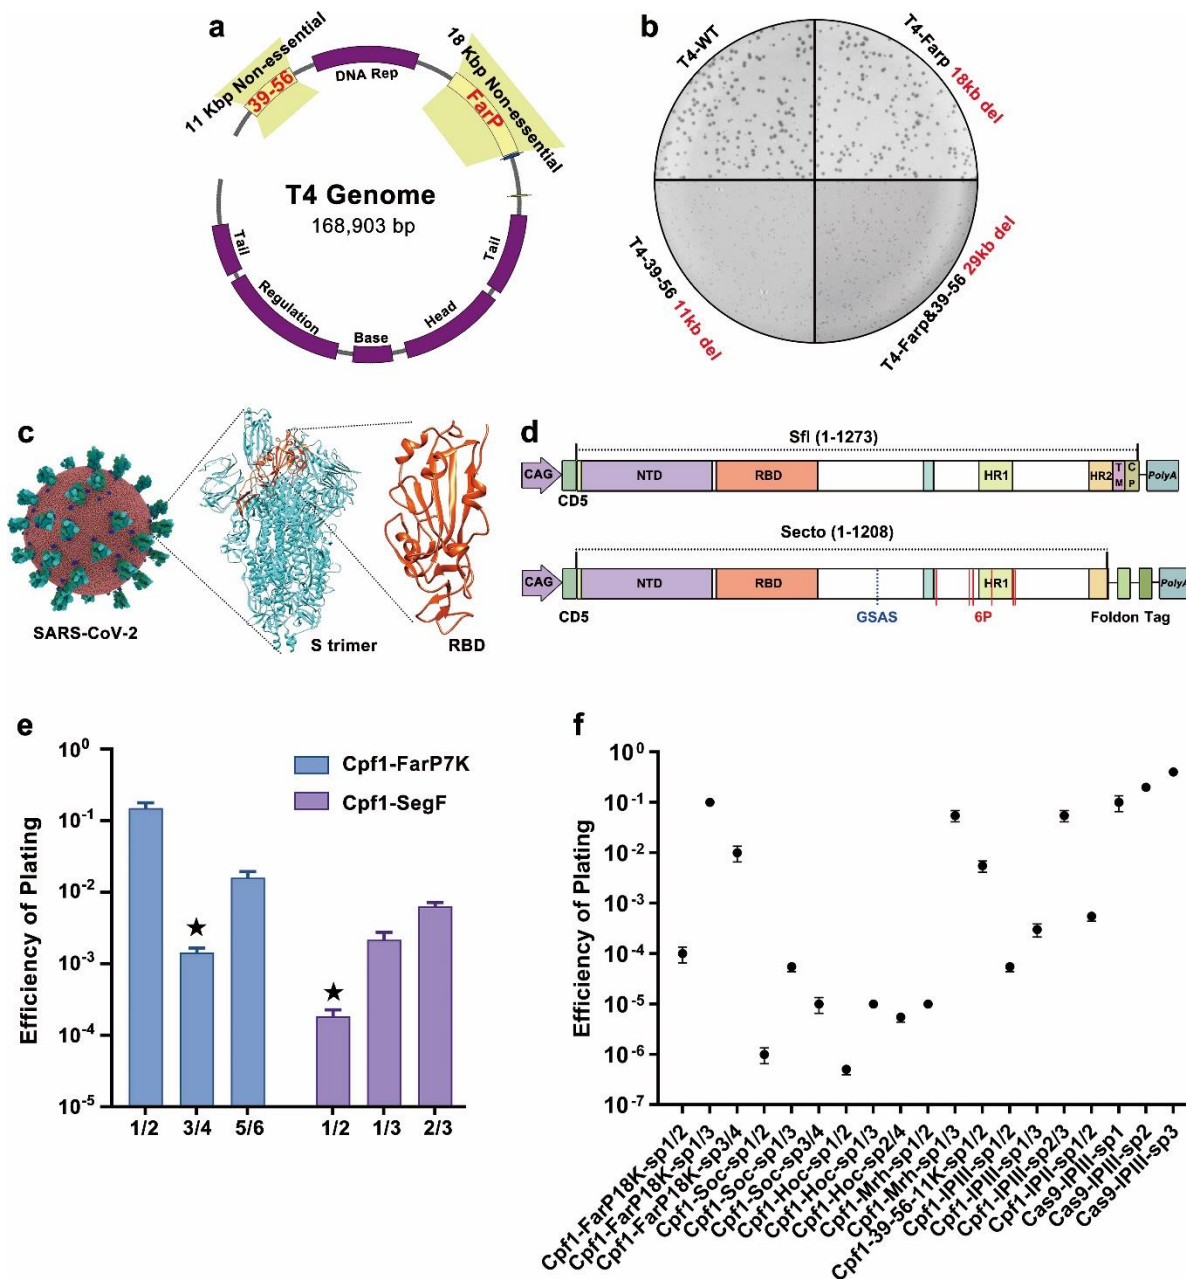 a
11 Kbp Non-essential
39-56
DNA Rep
18 Kbp Non-essential
FarP
T4 Genome
168,903 bp
Tail
Tail
Regulation
Base
Head
b
T4-WT
T4-Farp 18kb del
T4-39-56 11kb del
T4-Farp&39-56 29kb del
c
SARS-CoV-2
S trimer
RBD
d
Sfl (1-1273)
CAG
NTD
RBD
HR1
HR2
TM
CP
PolyA
CD5
Secto (1-1208)
CAG
NTD
RBD
HR1
PolyA
CD5
GSAS
6P
Foldon Tag
e
Cpf1-FarP7K
Cpf1-SegF
Efficiency of Plating
10⁰
10⁻¹
10⁻²
10⁻³
10⁻⁴
10⁻⁵
1/2 3/4 5/6 1/2 1/3 2/3
f
Efficiency of Plating
10⁰
10⁻¹
10⁻²
10⁻³
10⁻⁴
10⁻⁵
10⁻⁶
10⁻⁷
Cpf1-FarP18K-sp1/2
Cpf1-FarP18K-sp1/3
Cpf1-FarP18K-sp3/4
Cpf1-Soc-sp1/2
Cpf1-Soc-sp1/3
Cpf1-Soc-sp3/4
Cpf1-Hoc-sp1/2
Cpf1-Hoc-sp1/3
Cpf1-Hoc-sp2/4
Cpf1-Mrh-sp1/2
Cpf1-Mrh-sp1/3
Cpf1-39-56-11K-sp1/2
Cpf1-IPIII-sp1/2
Cpf1-IPIII-sp1/3
Cpf1-IPIII-sp2/3
Cpf1-IPII-sp1/2
Cas9-IPIII-sp1
Cas9-IPIII-sp2
Cas9-IPIII-sp3